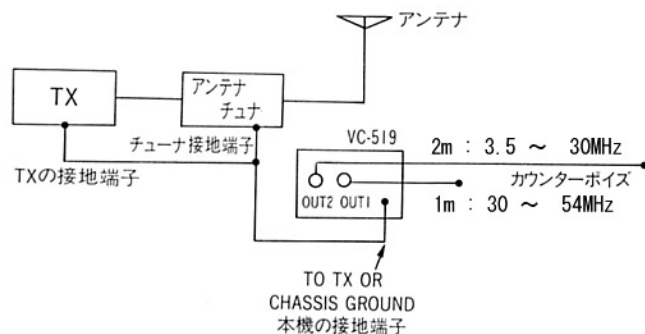 アンテナ
TX
アンテナ
チュナ
チューナ接地端子
TXの接地端子
VC-519
2m : 3.5 ～ 30MHz
カウンターポイズ
OUT2 OUT1
1m : 30 ～ 54MHz
TO TX OR
CHASSIS GROUND
本機の接地端子